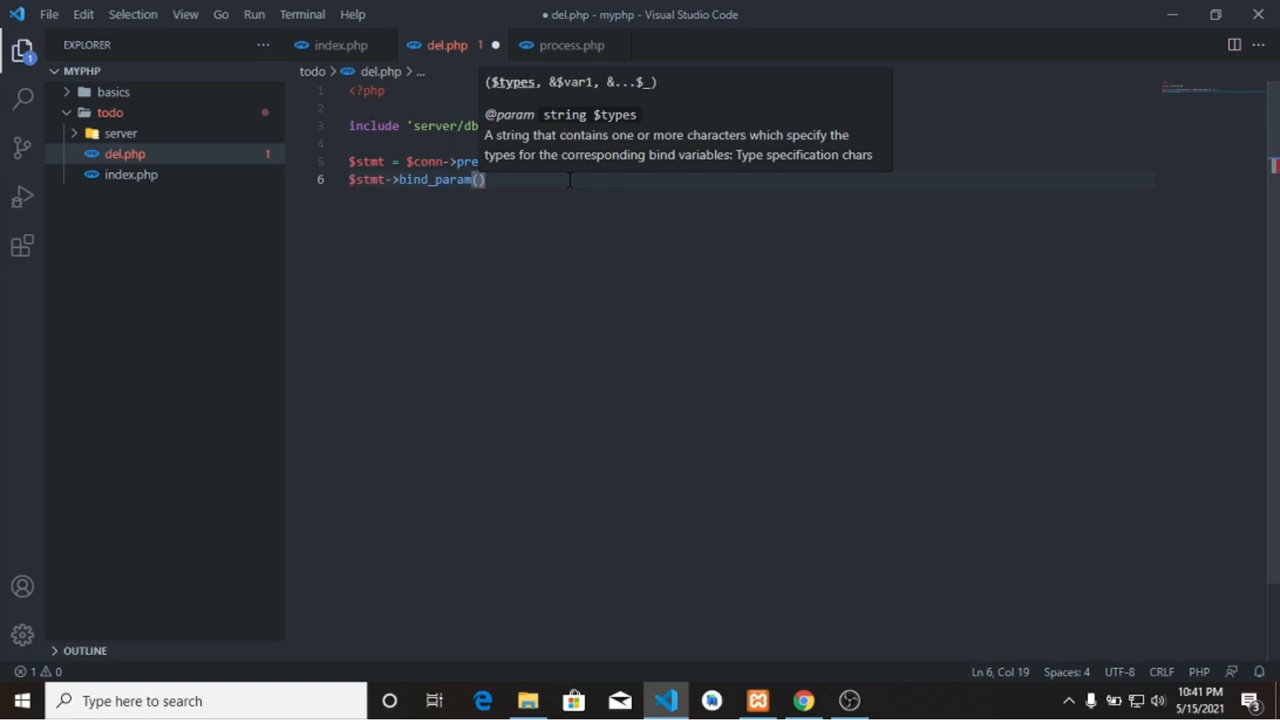 File Edit Selection View Go Run Terminal Help
● del.php - myphp - Visual Studio Code
EXPLORER
index.php
del.php 1
process.php
MYPHP
basics
todo
server
del.php 1
index.php
todo > del.php > ...
1 <?php
2
3 include 'server/db
4
5 $stmt = $conn->pre
6 $stmt->bind_param()
($types, &$var1, &...$_)
@param string $types
A string that contains one or more characters which specify the
types for the corresponding bind variables: Type specification chars
1
OUTLINE
1 0
Ln 6, Col 19 Spaces: 4 UTF-8 CRLF PHP
Type here to search
10:41 PM
5/15/2021
3